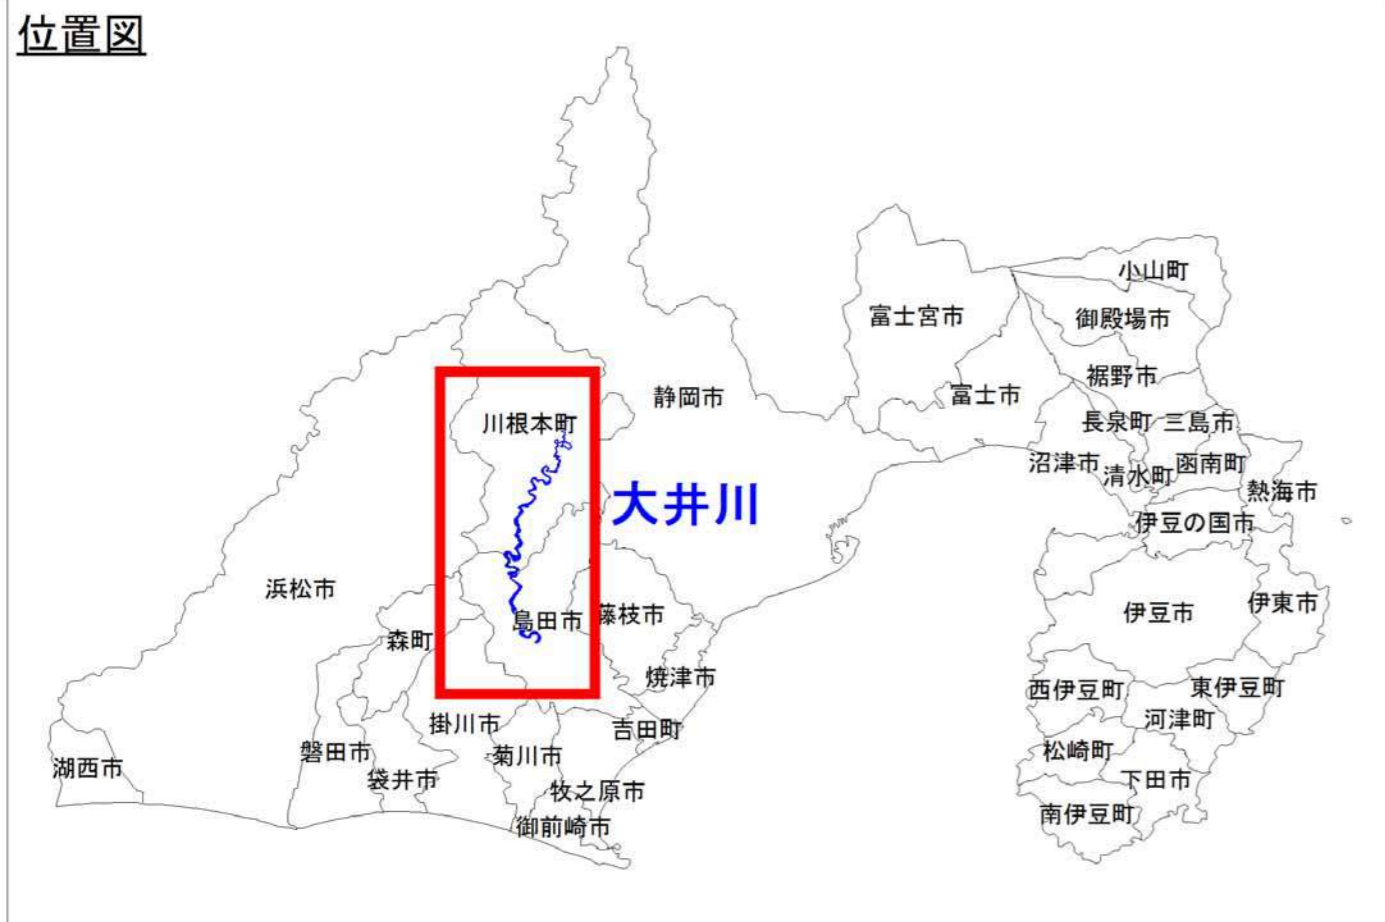 位置図
小山町
富士宮市
御殿場市
裾野市
静岡市
富士市
川根本町
長泉町
三島市
沼津市
清水町
函南町
熱海市
大井川
伊豆の国市
浜松市
伊東市
伊豆市
藤枝市
島田市
森町
焼津市
西伊豆町
東伊豆町
河津町
掛川市
吉田町
磐田市
菊川市
松崎町
湖西市
袋井市
下田市
牧之原市
南伊豆町
御前崎市